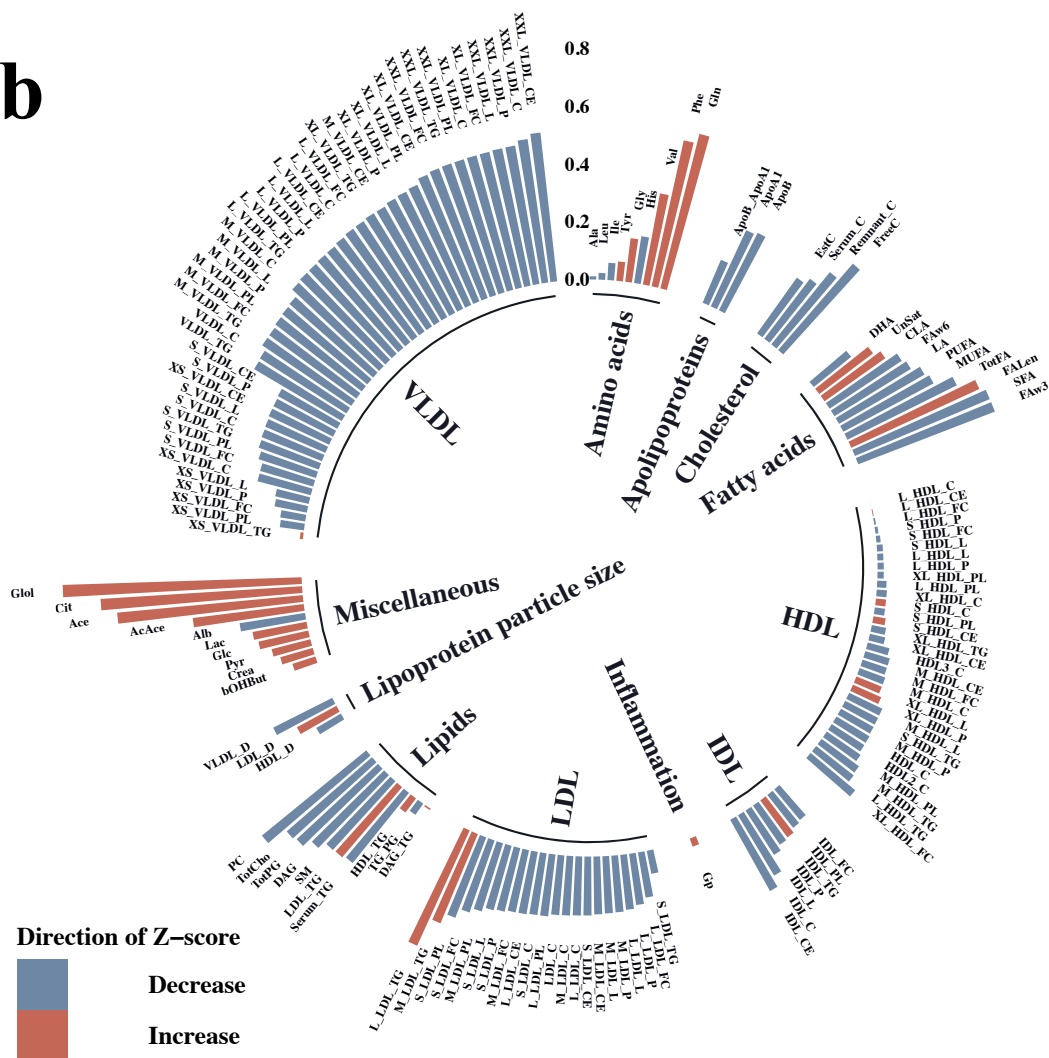 b
0.8
0.6
0.4
0.2
0.0
VLDL
XXL_VLDL_CE
XXL_VLDL_C
XXL_VLDL_P
XXL_VLDL_L
XL_VLDL_FC
XL_VLDL_C
XXL_VLDL_PL
XXL_VLDL_TG
XXL_VLDL_FC
XL_VLDL_CE
XL_VLDL_PL
XL_VLDL_L
XL_VLDL_P
M_VLDL_CE
XL_VLDL_TG
L_VLDL_FC
L_VLDL_C
L_VLDL_CE
L_VLDL_L
L_VLDL_P
L_VLDL_PL
L_VLDL_TG
M_VLDL_C
M_VLDL_L
M_VLDL_P
M_VLDL_PL
M_VLDL_FC
M_VLDL_TG
VLDL_C
VLDL_TG
S_VLDL_CE
S_VLDL_P
XS_VLDL_CE
S_VLDL_L
S_VLDL_C
S_VLDL_TG
S_VLDL_PL
S_VLDL_FC
XS_VLDL_C
XS_VLDL_L
XS_VLDL_P
XS_VLDL_FC
XS_VLDL_PL
XS_VLDL_TG
Amino acids
Ala
Leu
Ile
Tyr
Gly
His
Val
Phe
Gln
Apolipoproteins
ApoB_ApoA1
ApoA1
ApoB
Cholesterol
EstC
Serum_C
Remnant_C
FreeC
Fatty acids
DHA
UnSat
CLA
FAw6
LA
PUFA
MUFA
TotFA
FALen
SFA
FAw3
HDL
L_HDL_C
L_HDL_CE
L_HDL_FC
S_HDL_P
S_HDL_FC
S_HDL_L
L_HDL_L
L_HDL_P
XL_HDL_PL
L_HDL_PL
XL_HDL_C
S_HDL_C
S_HDL_PL
S_HDL_CE
XL_HDL_TG
XL_HDL_CE
HDL3_C
M_HDL_CE
M_HDL_FC
M_HDL_C
XL_HDL_L
XL_HDL_P
M_HDL_L
S_HDL_TG
M_HDL_P
HDL_C
HDL2_C
M_HDL_PL
M_HDL_TG
L_HDL_TG
XL_HDL_FC
IDL
IDL_FC
IDL_PL
IDL_TG
IDL_P
IDL_L
IDL_C
IDL_CE
Inflammation
Gp
LDL
S_LDL_TG
L_LDL_FC
L_LDL_P
L_LDL_L
M_LDL_P
M_LDL_L
M_LDL_CE
S_LDL_CE
L_LDL_C
M_LDL_C
LDL_C
L_LDL_PL
S_LDL_C
L_LDL_CE
M_LDL_FC
S_LDL_P
S_LDL_L
M_LDL_PL
S_LDL_FC
S_LDL_PL
M_LDL_TG
L_LDL_TG
Lipids
DAG_TG
TG_PG
HDL_TG
Serum_TG
LDL_TG
SM
DAG
TotPG
TotCho
PC
Lipoprotein particle size
HDL_D
LDL_D
VLDL_D
Miscellaneous
bOHBut
Crea
Pyr
Glc
Lac
Alb
AcAce
Ace
Cit
Glol
Direction of Z−score
Decrease
Increase